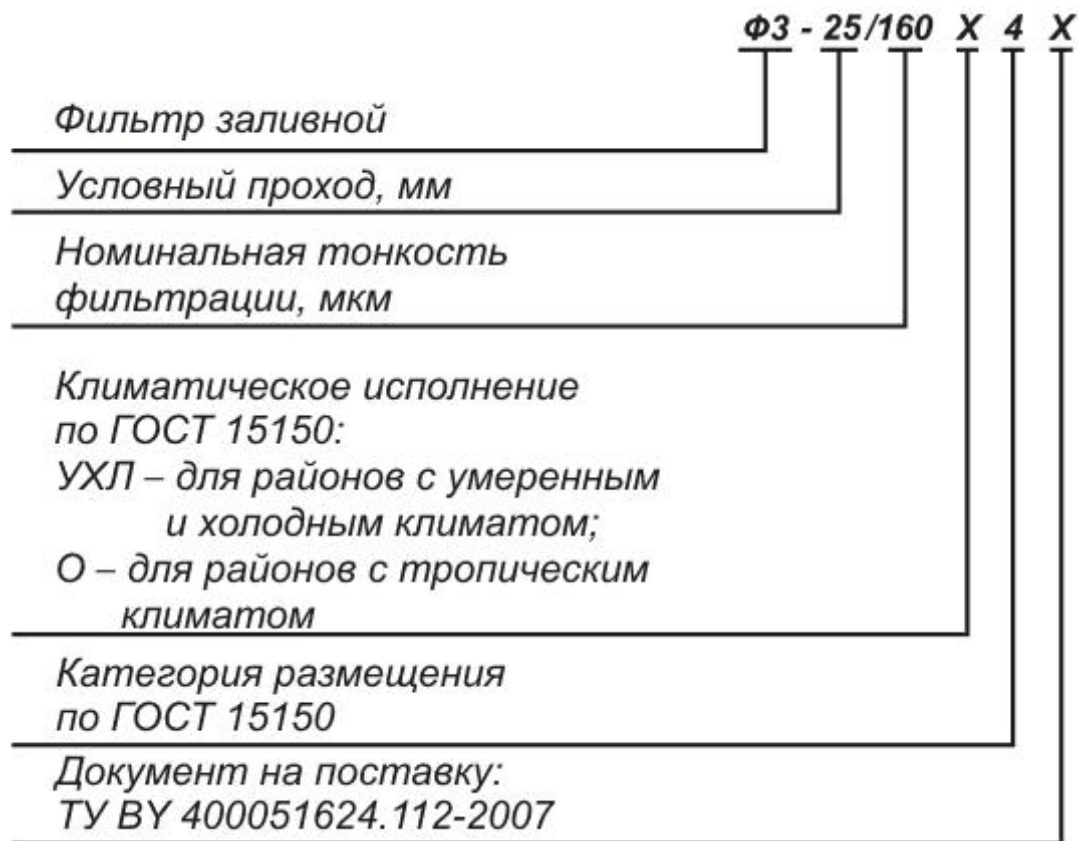 ФЗ - 25/160 X 4 X
Фильтр заливной
Условный проход, мм
Номинальная тонкость
фильтрации, мкм
Климатическое исполнение
по ГОСТ 15150:
УХЛ – для районов с умеренным
и холодным климатом;
О – для районов с тропическим
климатом
Категория размещения
по ГОСТ 15150
Документ на поставку:
ТУ BY 400051624.112-2007